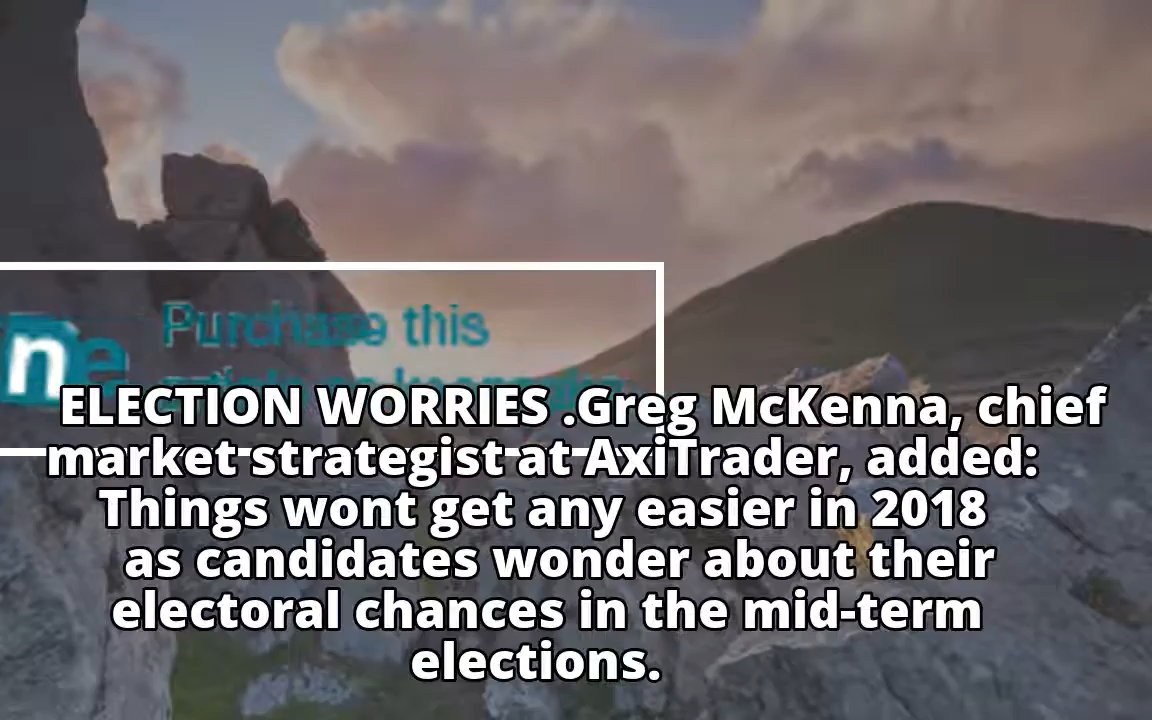 ne
Purchase this
ELECTION WORRIES .Greg McKenna, chief
market strategist at AxiTrader, added:
Things wont get any easier in 2018
as candidates wonder about their
electoral chances in the mid-term
elections.